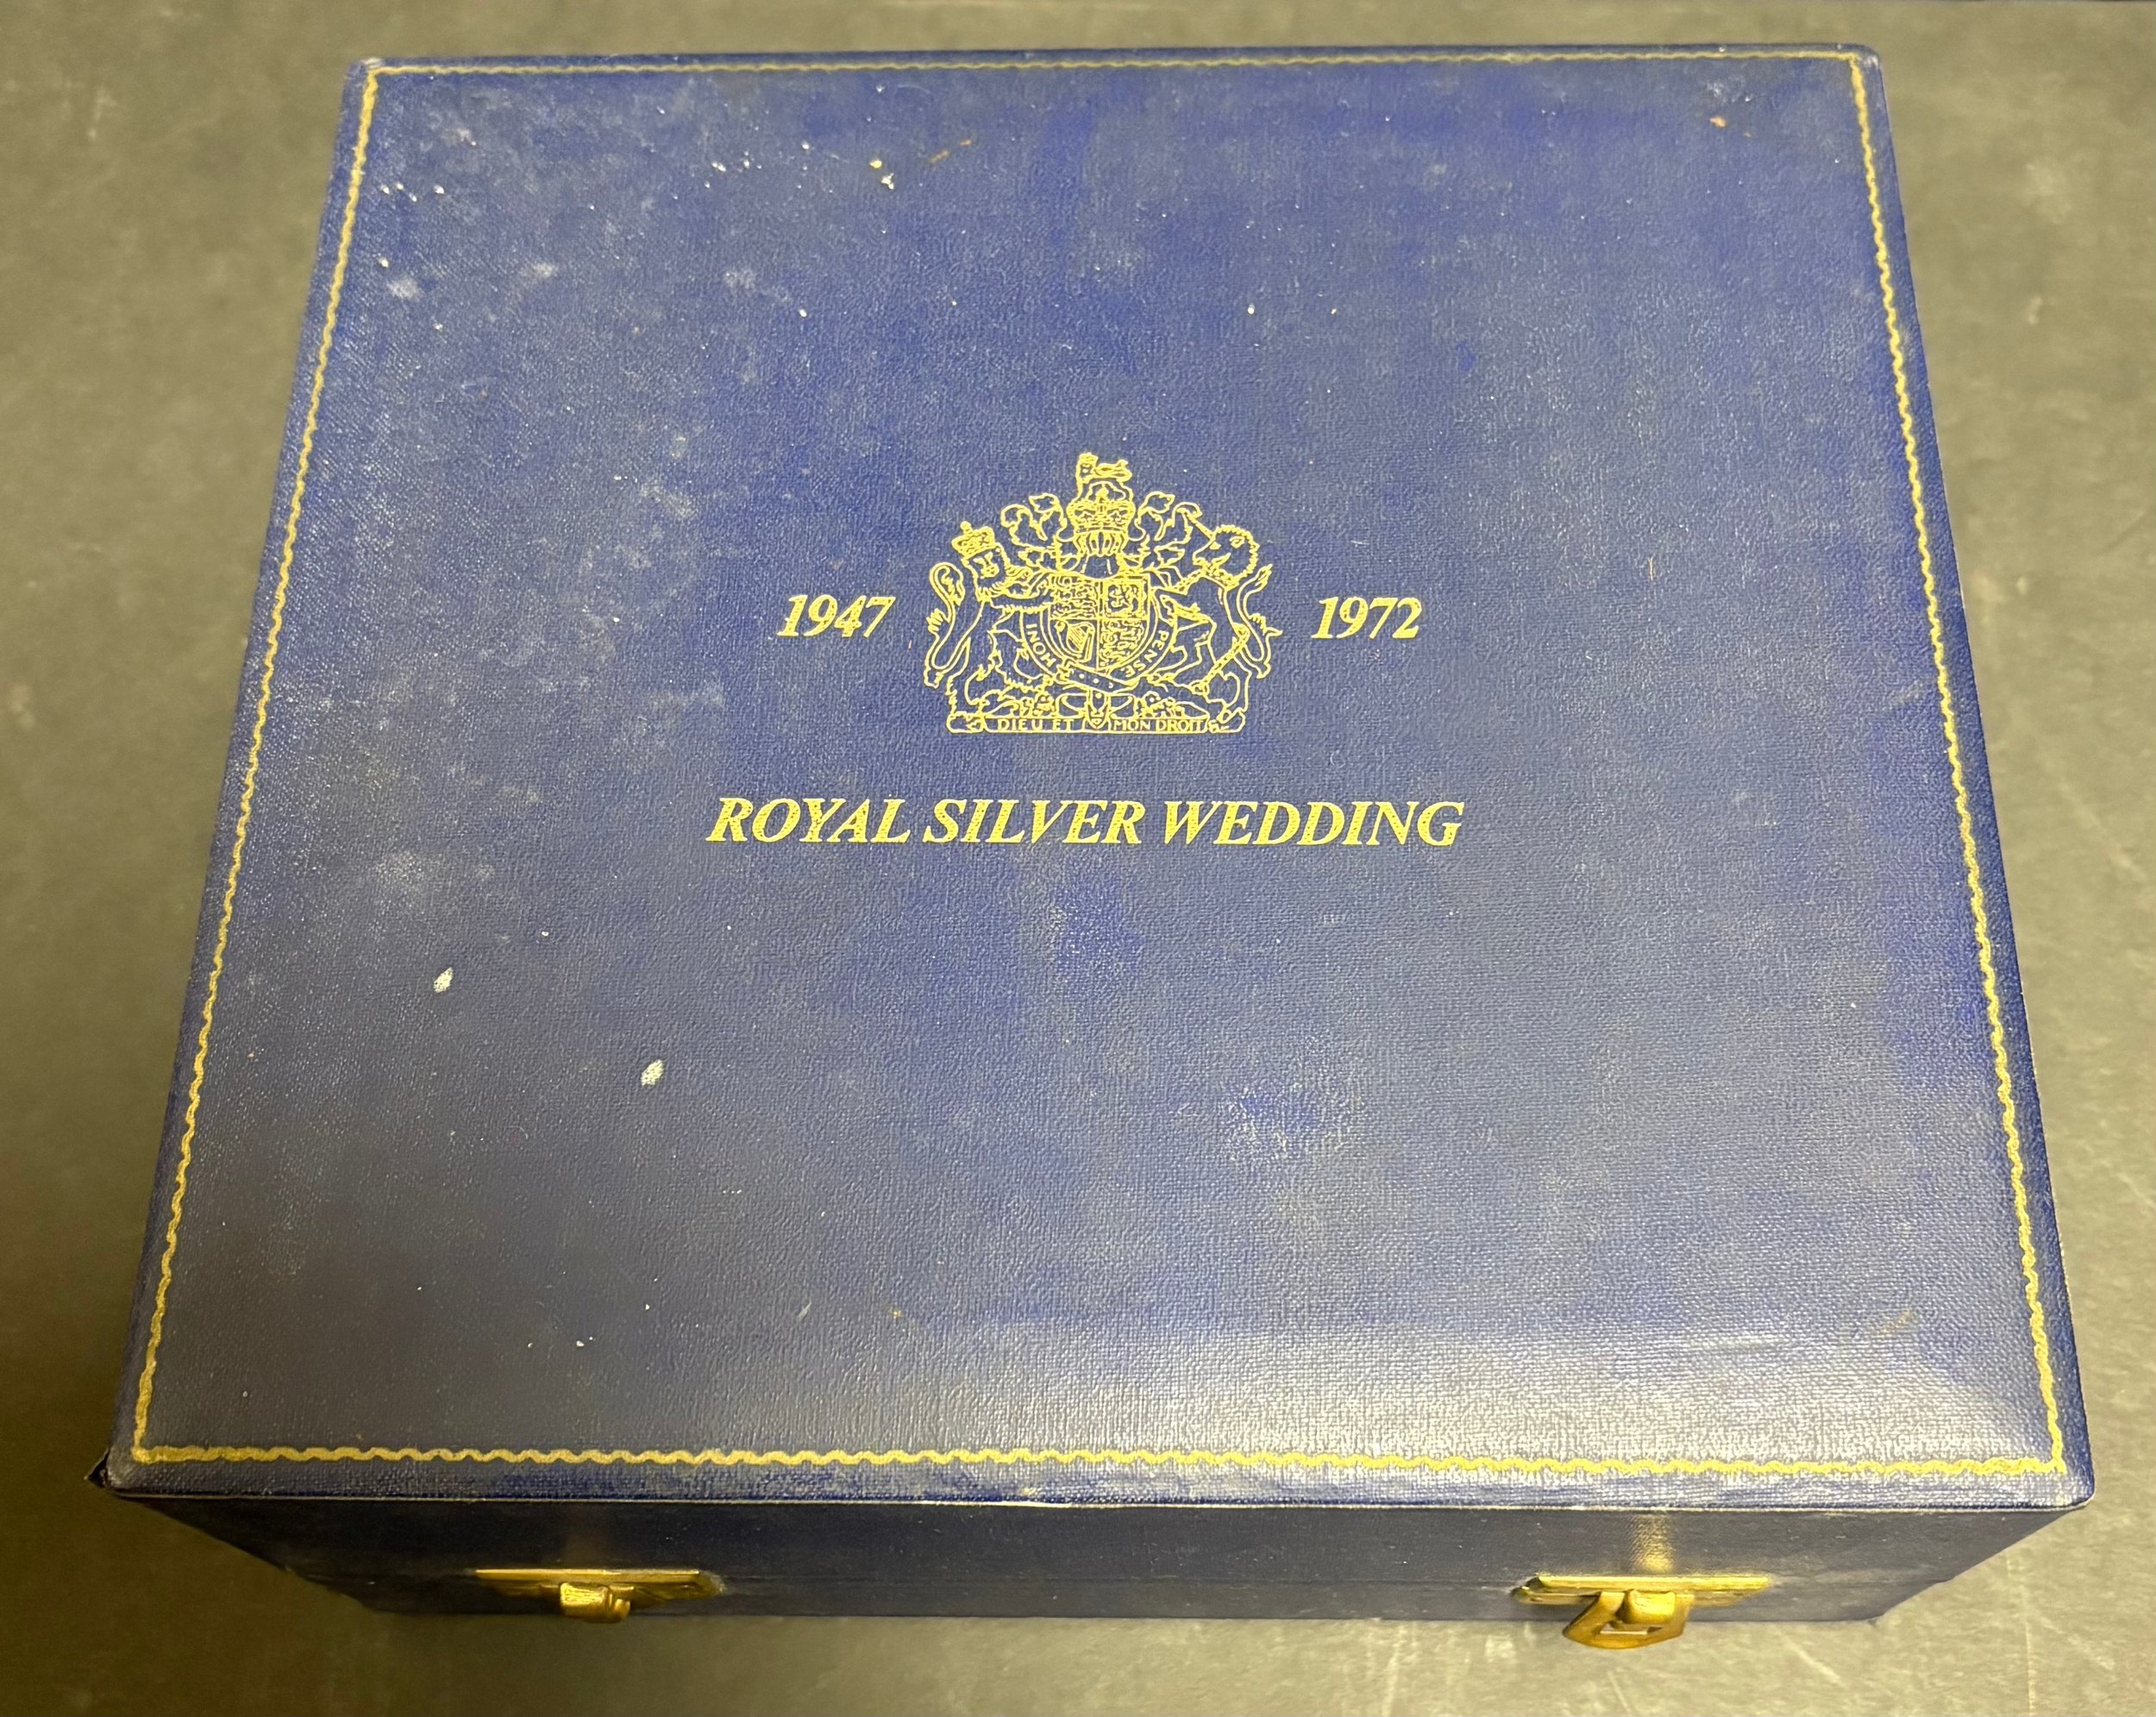 1947 1972
HONI PENSE
DIEU ET MON DROIT
ROYAL SILVER WEDDING